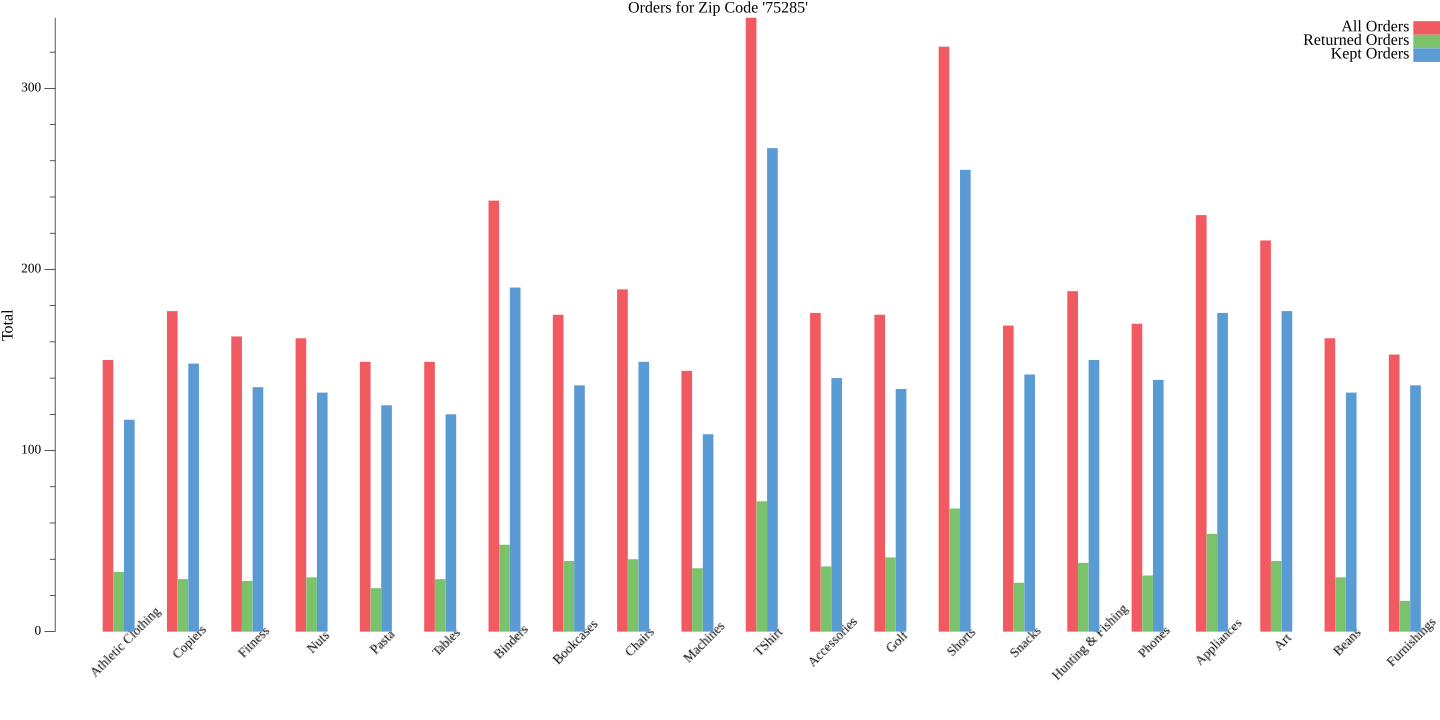 Orders for Zip Code '75285'
All Orders
Returned Orders
Kept Orders
Total
300
200
100
0
Athletic Clothing
Copiers
Fitness
Nuts
Pasta
Tables
Binders
Bookcases
Chairs
Machines
TShirt
Accessories
Golf
Shorts
Snacks
Hunting & Fishing
Phones
Appliances
Art
Beans
Furnishings